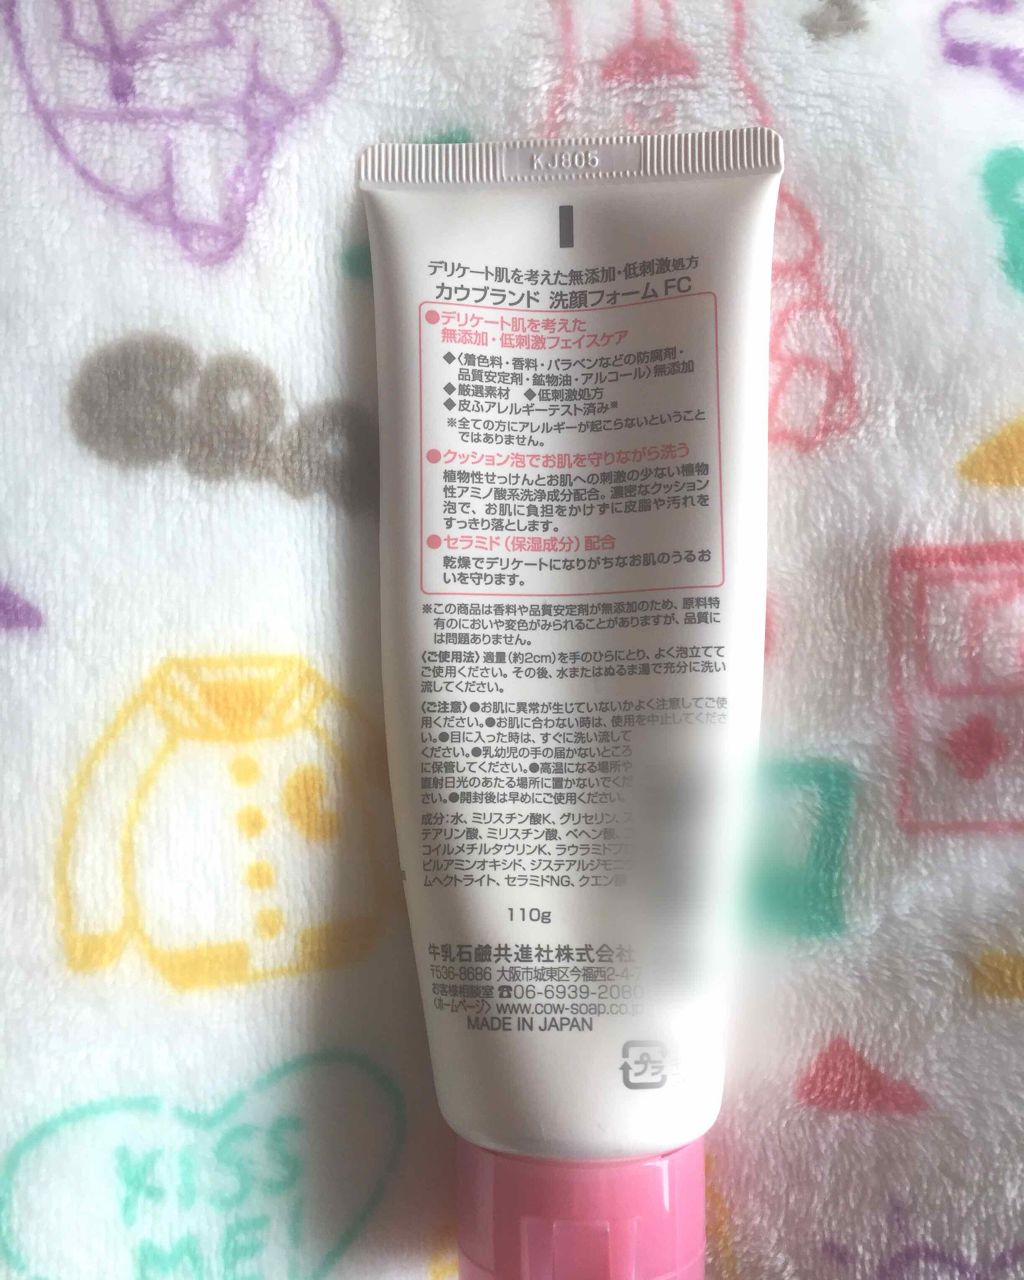 KJ805
デリケート肌を考えた無添加・低刺激処方
カウブランド 洗顔フォーム FC
●デリケート肌を考えた
無添加・低刺激フェイスケア
◆〈着色料・香料・パラベンなどの防腐剤・
品質安定剤・鉱物油・アルコール〉無添加
◆厳選素材 ◆低刺激処方
◆皮ふアレルギーテスト済み※
※全ての方にアレルギーが起こらないということ
ではありません。
●クッション泡でお肌を守りながら洗う
植物性せっけんとお肌への刺激の少ない植物
性アミノ酸系洗浄成分配合。濃密なクッション
泡で、お肌に負担をかけずに皮脂や汚れを
すっきり落とします。
●セラミド（保湿成分）配合
乾燥でデリケートになりがちなお肌のうるお
いを守ります。
※この商品は香料や品質安定剤が無添加のため、原料特
有のにおいや変色がみられることがありますが、品質に
は問題ありません。
〈ご使用法〉適量（約2cm）を手のひらにとり、よく泡立てて
ご使用ください。その後、水またはぬるま湯で充分に洗い
流してください。
〈ご注意〉●お肌に異常が生じていないかよく注意してご使
用ください。●お肌に合わない時は、使用を中止してくださ
い。●目に入った時は、すぐに洗い流して
ください。●乳幼児の手の届かないところ
に保管してください。●高温になる場所や
直射日光のあたる場所に置かないでくだ
さい。●開封後は早めにご使用ください。
成分：水、ミリスチン酸K、グリセリン、ス
テアリン酸、ミリスチン酸、ベヘン酸、コ
コイルメチルタウリンK、ラウラミドプロ
ピルアミンオキシド、ジステアルジモニウ
ムヘクトライト、セラミドNG、クエン酸
110g
牛乳石鹼共進社株式会社
〒536-8686 大阪市城東区今福西2-4-7
お客様相談室 ☎06-6939-2080
〈ホームページ〉 www.cow-soap.co.jp
MADE IN JAPAN
プラ
KISS
ME!